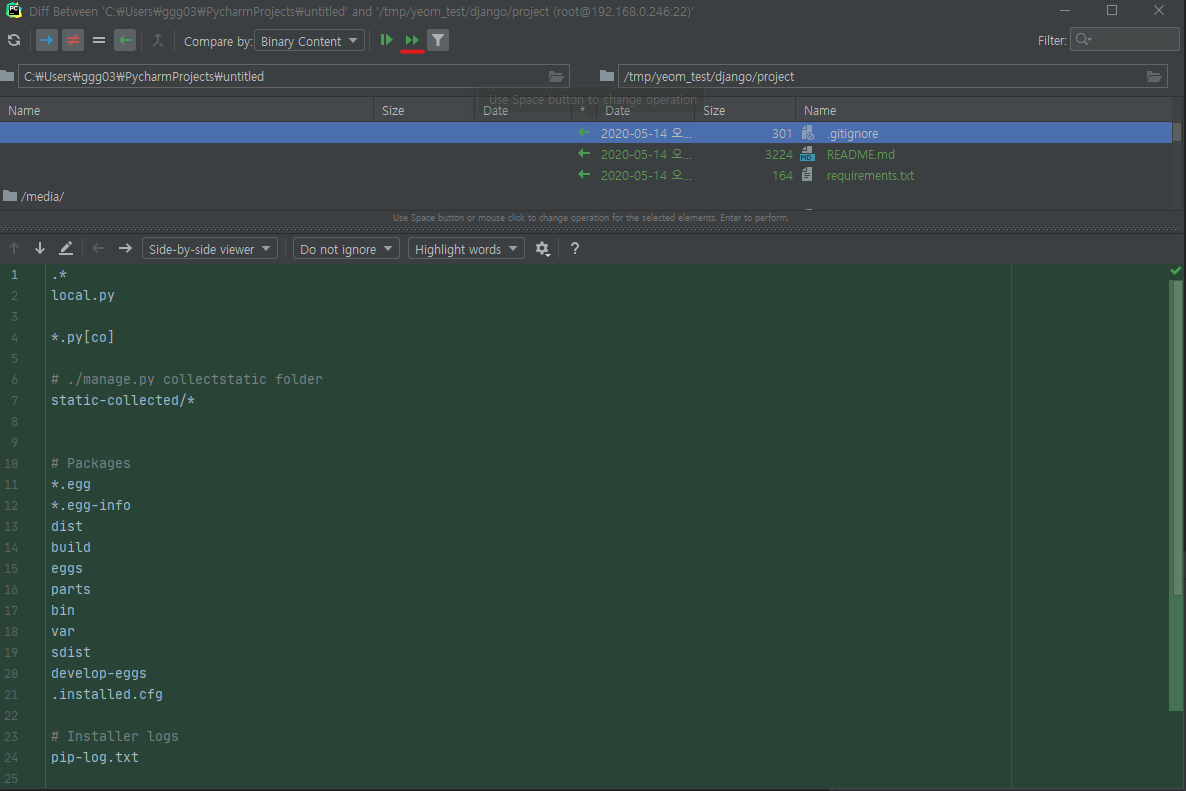 Diff Between 'C:₩Users₩ggg03₩PycharmProjects₩untitled' and '/tmp/yeom_test/django/project (root@192.168.0.246:22)'
Compare by: Binary Content Filter:
C:₩Users₩ggg03₩PycharmProjects₩untitled /tmp/yeom_test/django/project
Use Space button to change operation
Name Size Date * Date Size Name
2020-05-14 오... 301 .gitignore
2020-05-14 오... 3224 README.md
2020-05-14 오... 164 requirements.txt
/media/
Use Space button or mouse click to change operation for the selected elements. Enter to perform.
Side-by-side viewer Do not ignore Highlight words ?
1 .*
2 local.py
3
4 *.py[co]
5
6 # ./manage.py collectstatic folder
7 static-collected/*
8
9
10 # Packages
11 *.egg
12 *.egg-info
13 dist
14 build
15 eggs
16 parts
17 bin
18 var
19 sdist
20 develop-eggs
21 .installed.cfg
22
23 # Installer logs
24 pip-log.txt
25